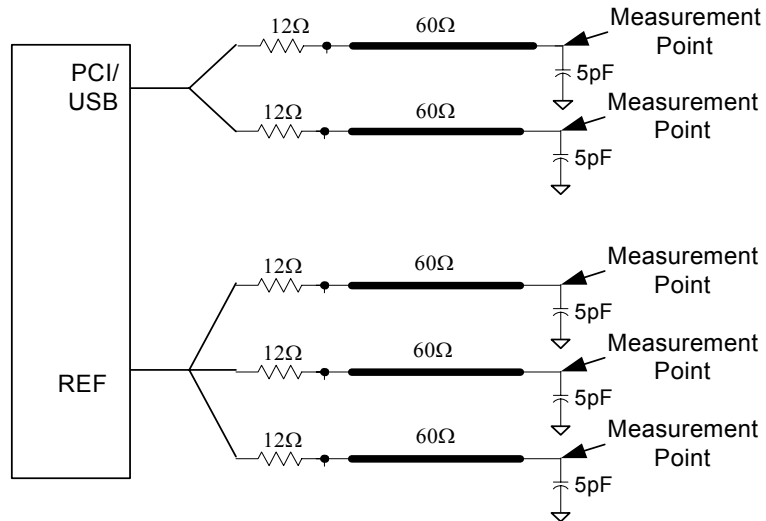 12Ω
60Ω
Measurement
Point
5pF
PCI/
USB
12Ω
60Ω
Measurement
Point
5pF
12Ω
60Ω
Measurement
Point
5pF
REF
12Ω
60Ω
Measurement
Point
5pF
12Ω
60Ω
Measurement
Point
5pF